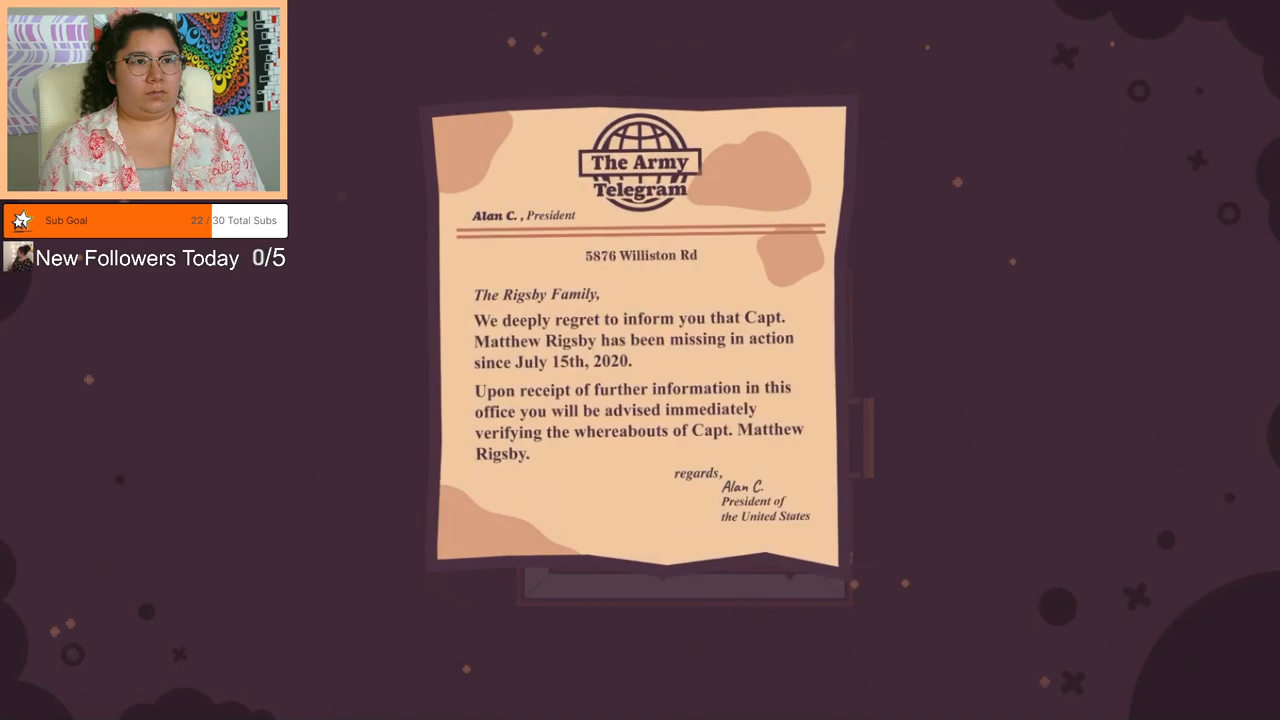 Sub Goal 22 / 30 Total Subs
New Followers Today 0/5
The Army
Telegram
Alan C. , President
5876 Williston Rd
The Rigsby Family,
We deeply regret to inform you that Capt.
Matthew Rigsby has been missing in action
since July 15th, 2020.
Upon receipt of further information in this
office you will be advised immediately
verifying the whereabouts of Capt. Matthew
Rigsby.
regards,
Alan C.
President of
the United States